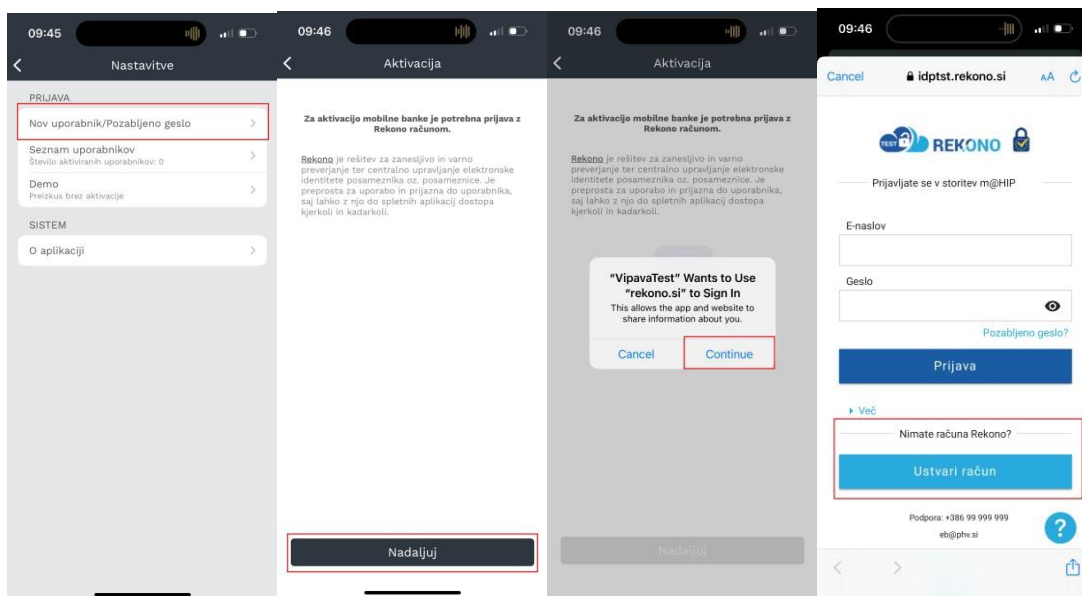 09:45
Nastavitve
PRIJAVA
Nov uporabnik/Pozabljeno geslo
Seznam uporabnikov
Število aktiviranih uporabnikov: 0
Demo
Preizkus brez aktivacije
SISTEM
O aplikaciji
09:46
Aktivacija
Za aktivacijo mobilne banke je potrebna prijava z
Rekono računom.
Rekono je rešitev za zanesljivo in varno
preverjanje ter centralno upravljanje elektronske
identitete posameznika oz. posameznice. Je
preprosta za uporabo in prijazna do uporabnika,
saj lahko z njo do spletnih aplikacij dostopa
kjerkoli in kadarkoli.
Nadaljuj
09:46
Aktivacija
Za aktivacijo mobilne banke je potrebna prijava z
Rekono računom.
Rekono je rešitev za zanesljivo in varno
preverjanje ter centralno upravljanje elektronske
identitete posameznika oz. posameznice. Je
preprosta za uporabo in prijazna do uporabnika,
saj lahko z njo do spletnih aplikacij dostopa
kjerkoli in kadarkoli.
"VipavaTest" Wants to Use
"rekono.si" to Sign In
This allows the app and website to
share information about you.
Cancel Continue
Nadaljuj
09:46
Cancel idptst.rekono.si AA
TEST REKONO
Prijavljate se v storitev m@HIP
E-naslov
Geslo
Pozabljeno geslo?
Prijava
Več
Nimate računa Rekono?
Ustvari račun
Podpora: +386 99 999 999
eb@phv.si
?